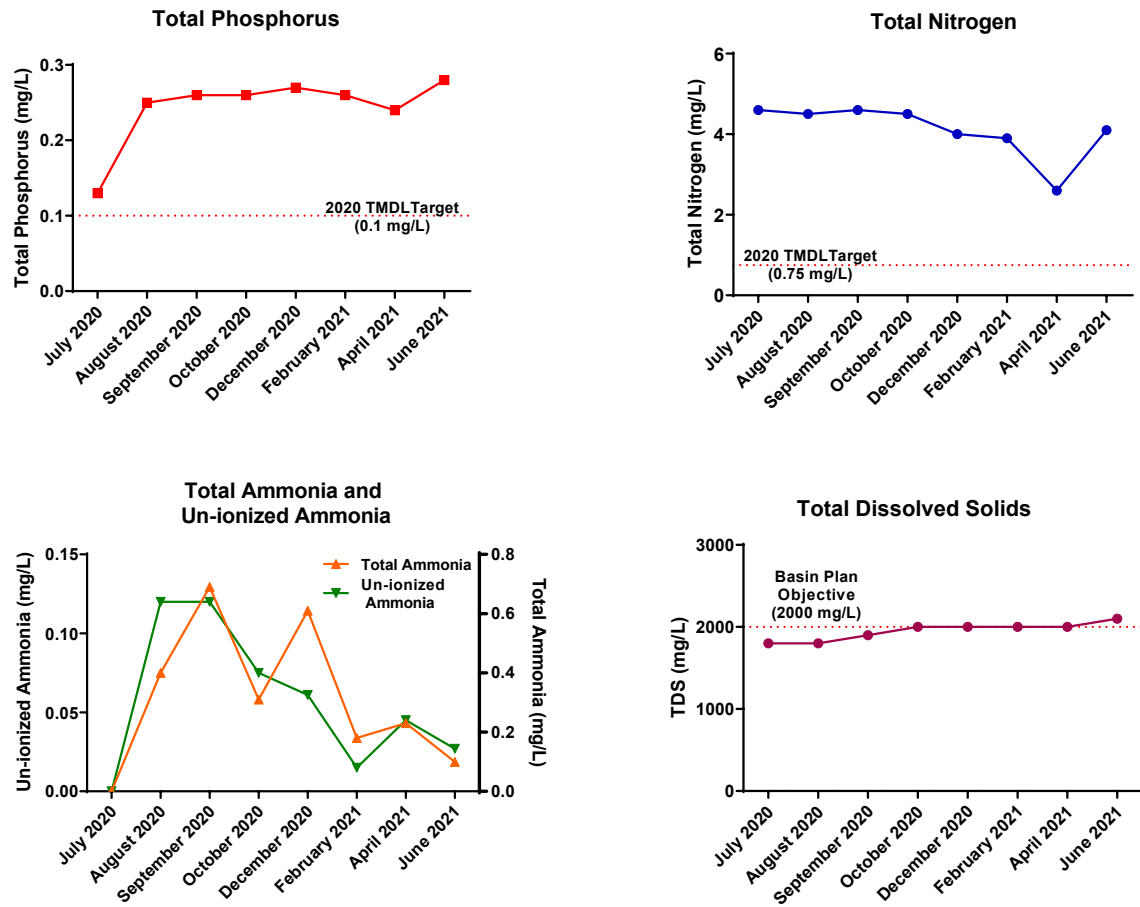 Total Phosphorus
Total Phosphorus (mg/L)
0.3
0.2
0.1
0.0
2020 TMDLTarget
(0.1 mg/L)
July 2020
August 2020
September 2020
October 2020
December 2020
February 2021
April 2021
June 2021
Total Nitrogen
Total Nitrogen (mg/L)
6
4
2
0
2020 TMDLTarget
(0.75 mg/L)
July 2020
August 2020
September 2020
October 2020
December 2020
February 2021
April 2021
June 2021
Total Ammonia and
Un-ionized Ammonia
Un-ionized Ammonia (mg/L)
0.15
0.10
0.05
0.00
Total Ammonia
Un-ionized
Ammonia
0.8
0.6
0.4
0.2
0.0
Total Ammonia (mg/L)
July 2020
August 2020
September 2020
October 2020
December 2020
February 2021
April 2021
June 2021
Total Dissolved Solids
TDS (mg/L)
3000
2000
1000
0
Basin Plan
Objective
(2000 mg/L)
July 2020
August 2020
September 2020
October 2020
December 2020
February 2021
April 2021
June 2021